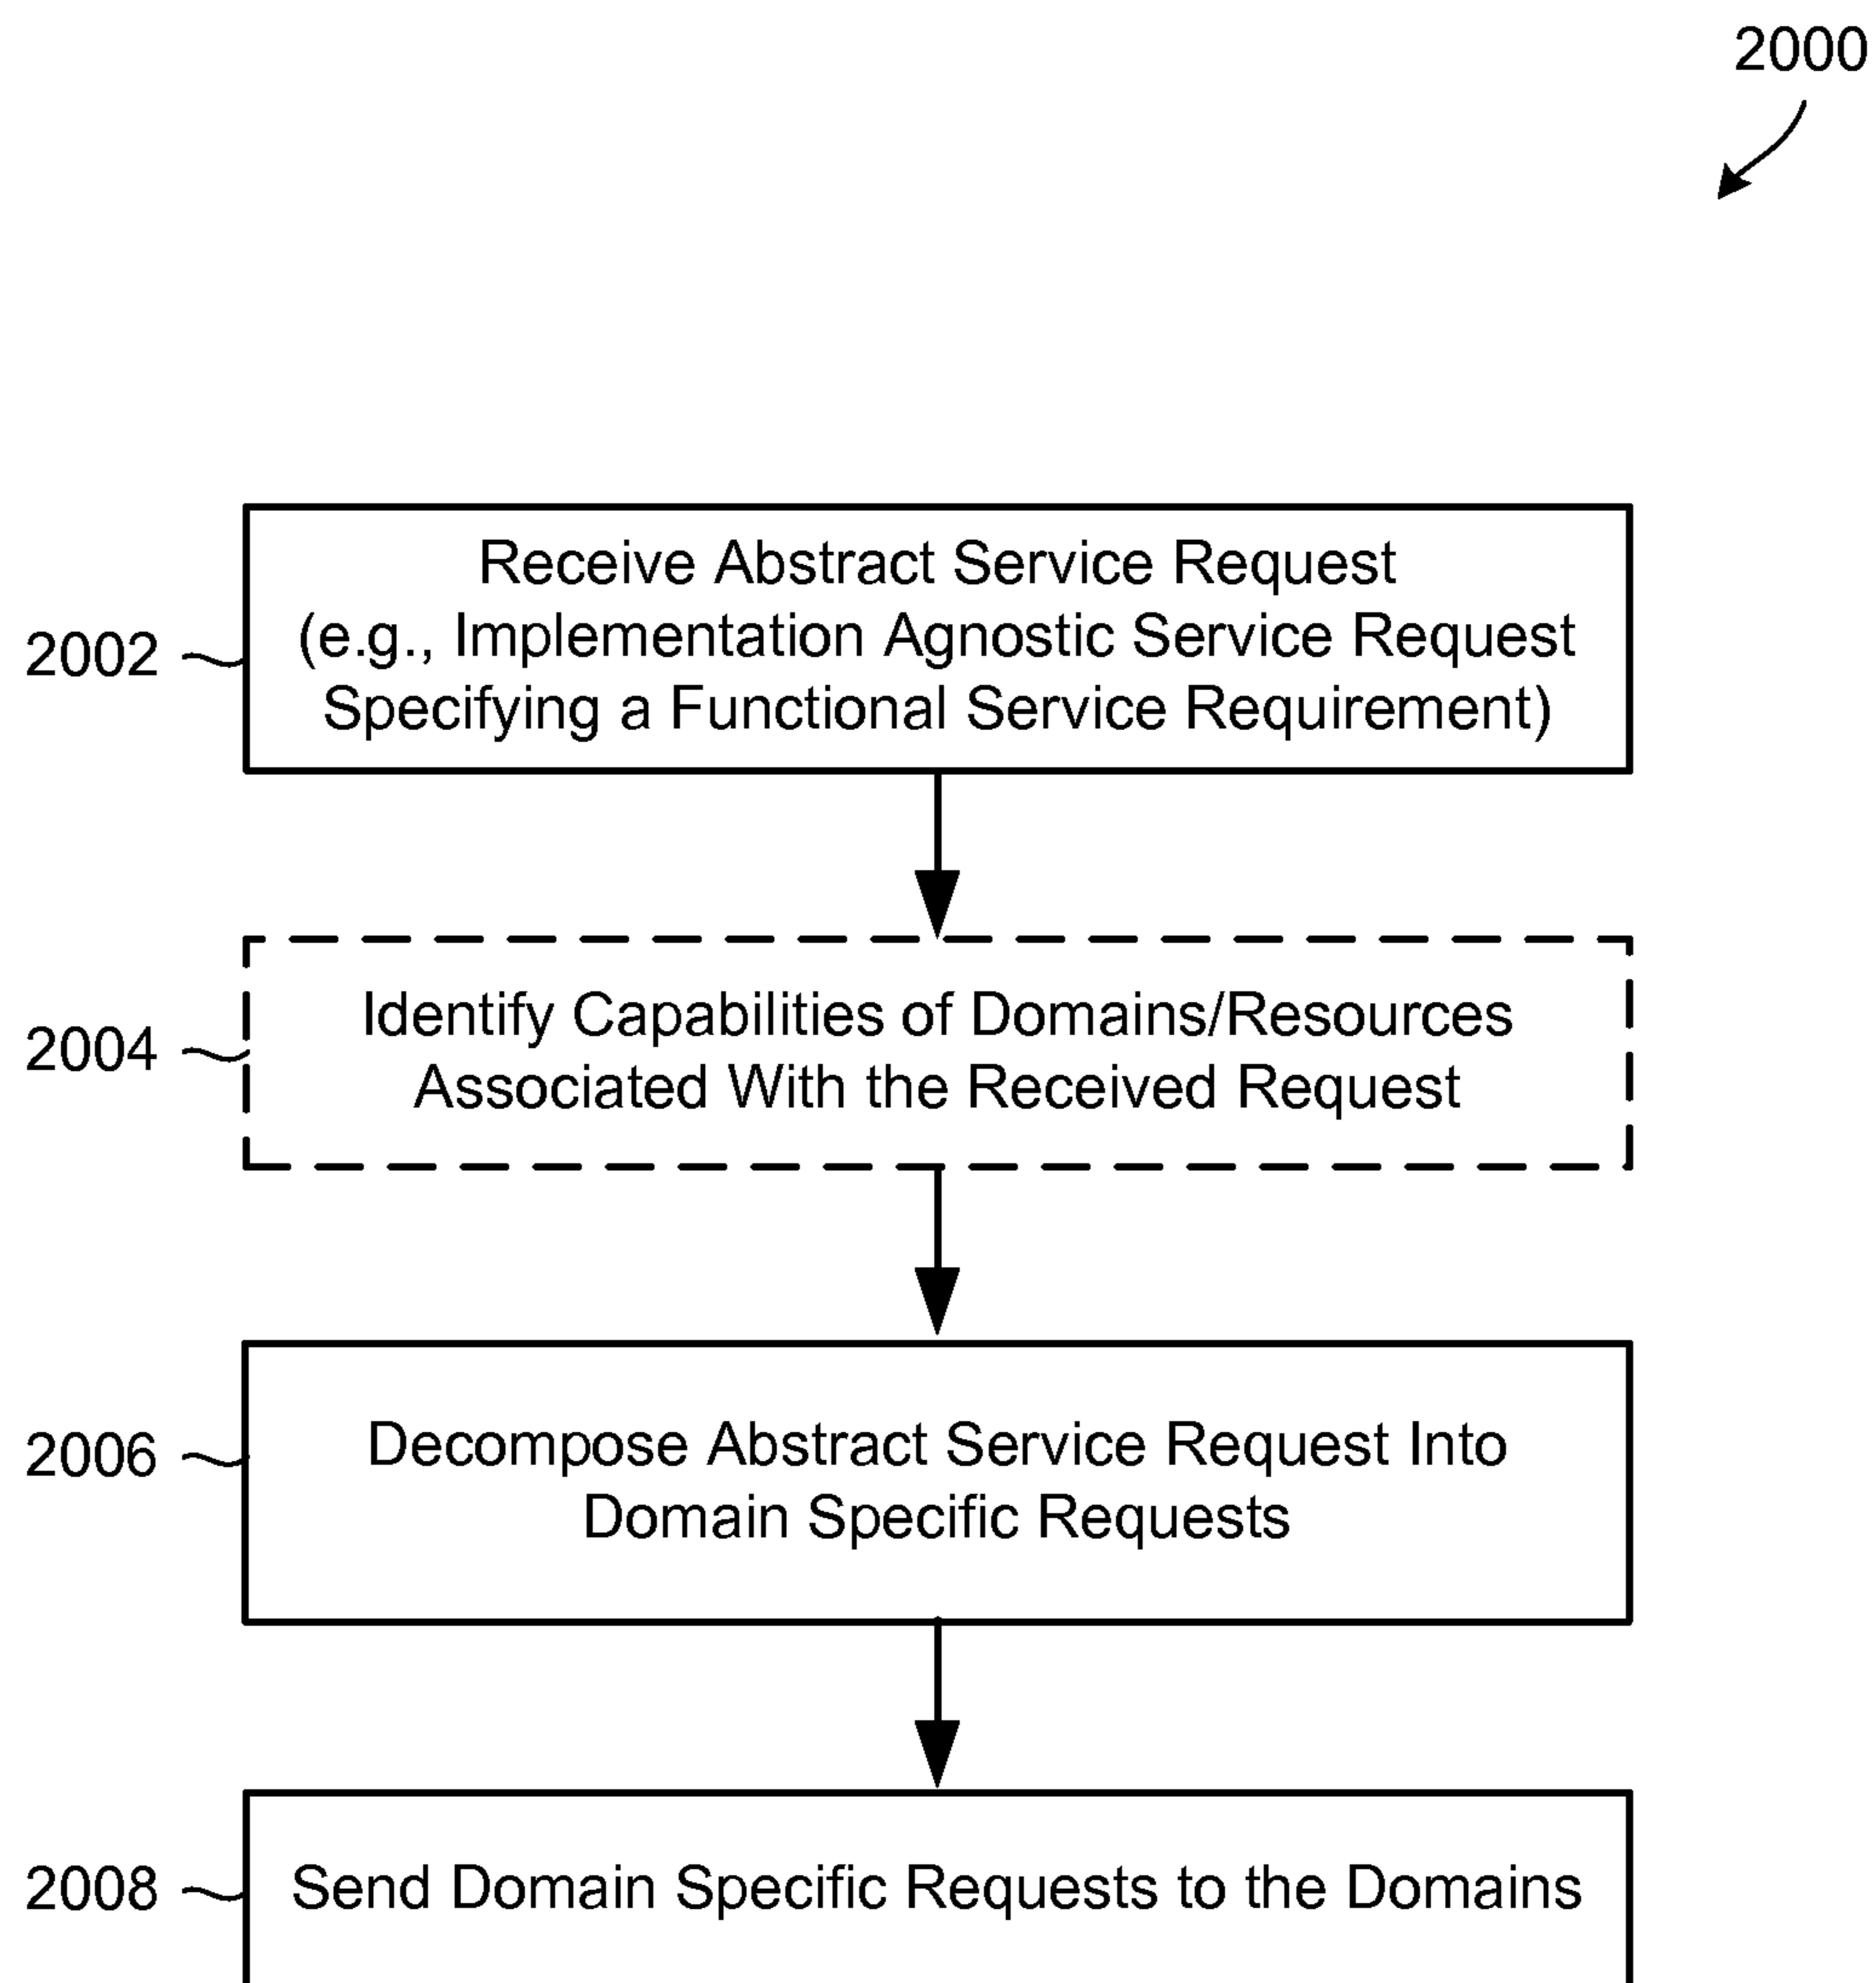 2000
Receive Abstract Service Request
(e.g., Implementation Agnostic Service Request
Specifying a Functional Service Requirement)
2002
Identify Capabilities of Domains/Resources
Associated With the Received Request
2004
Decompose Abstract Service Request Into
Domain Specific Requests
2006
Send Domain Specific Requests to the Domains
2008